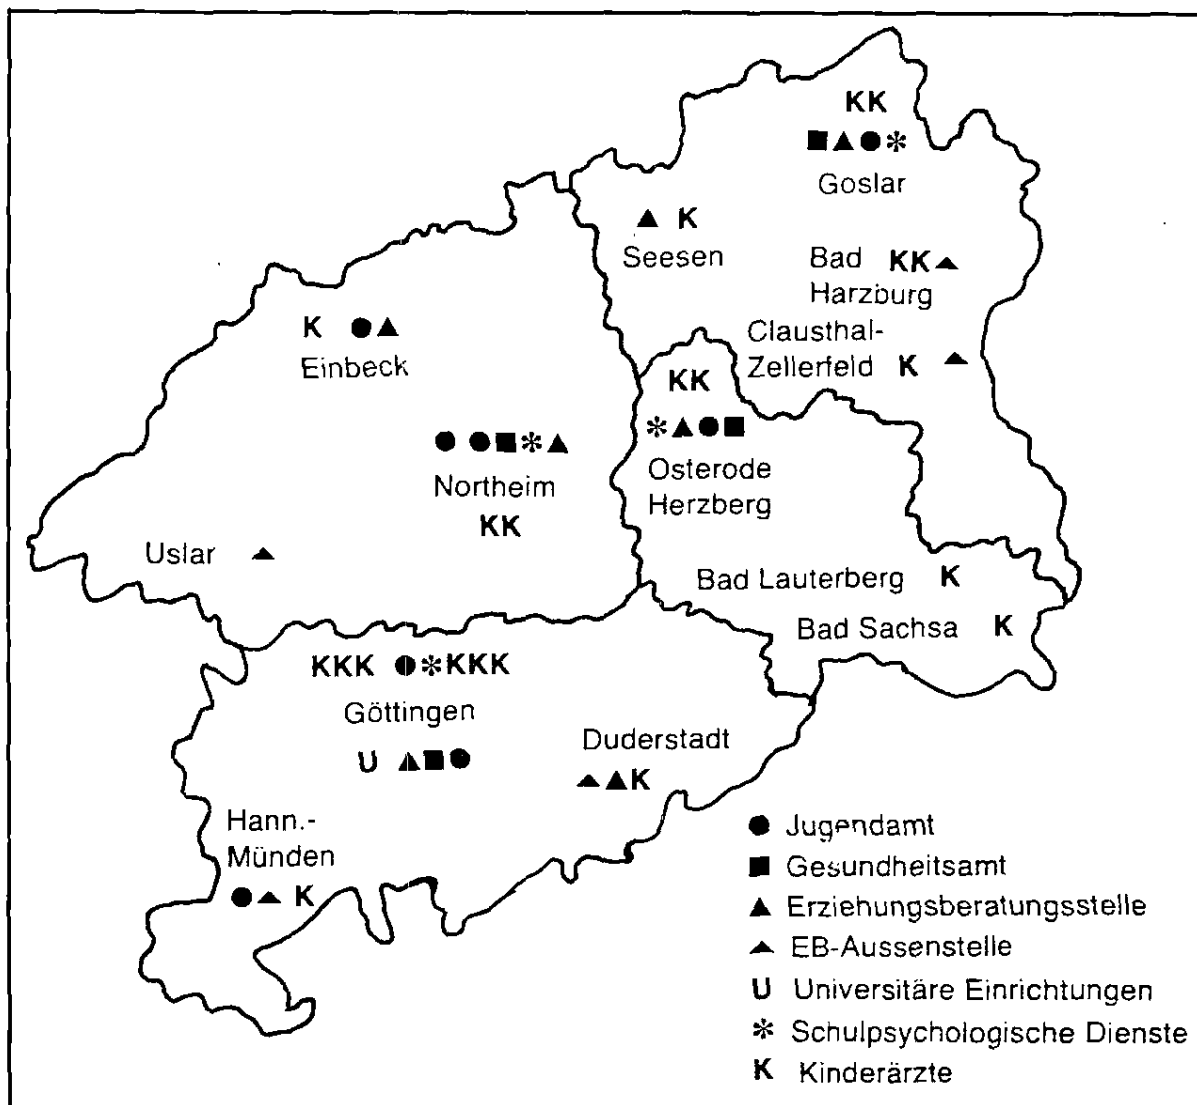 KK
■▲●*
Goslar
▲ K
Seesen
Bad KK▲
Harzburg
Clausthal-
Zellerfeld K ▲
K ●▲
Einbeck
KK
*▲●■
Osterode
Herzberg
● ●■*▲
Northeim
KK
Uslar ▲
Bad Lauterberg K
Bad Sachsa K
KKK ●*KKK
Göttingen
U ▲■●
Duderstadt
▲▲K
Hann.-
Münden
●▲ K
● Jugendamt
■ Gesundheitsamt
▲ Erziehungsberatungsstelle
▲ EB-Aussenstelle
U Universitäre Einrichtungen
* Schulpsychologische Dienste
K Kinderärzte